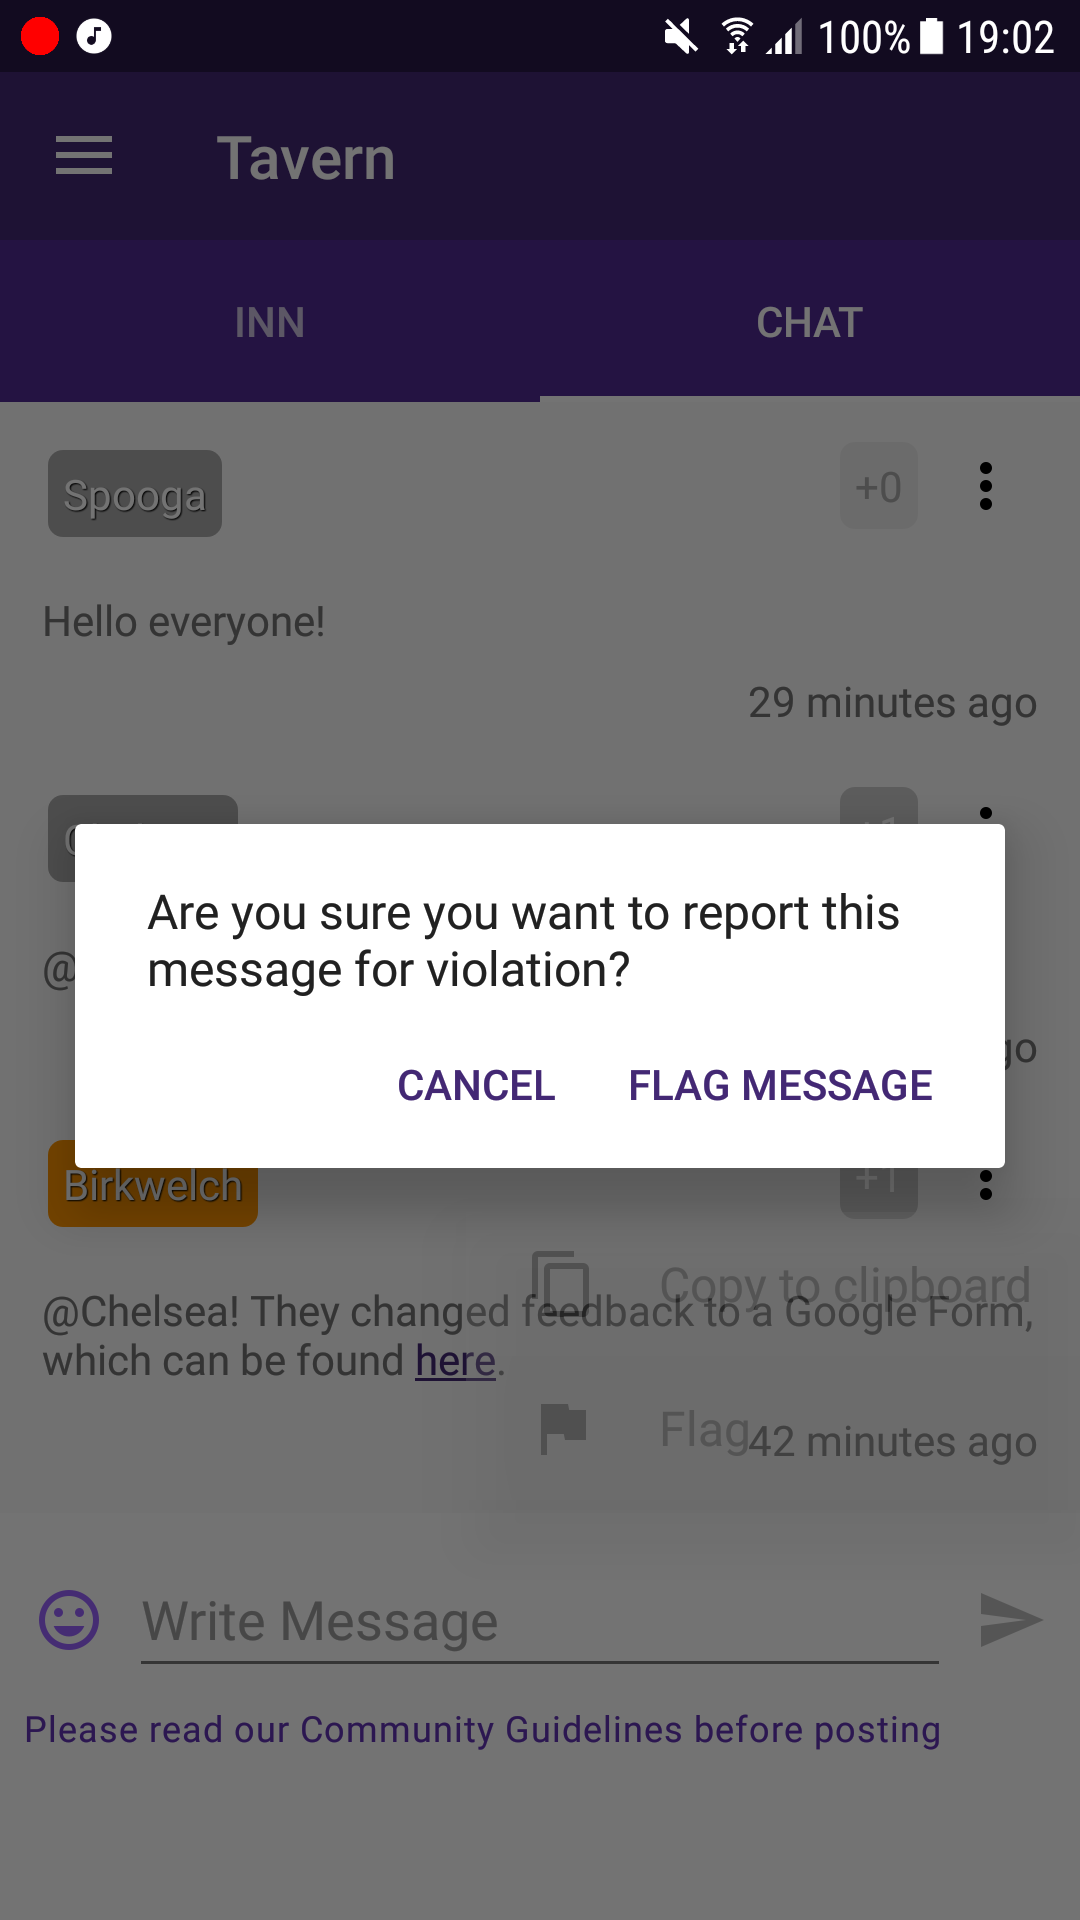 100% 19:02
Tavern
INN CHAT
Spooga +0
Hello everyone!
29 minutes ago
+1
@
go
Are you sure you want to report this
message for violation?
CANCEL FLAG MESSAGE
Birkwelch +1
Copy to clipboard
@Chelsea! They changed feedback to a Google Form,
which can be found here.
Flag
42 minutes ago
Write Message
Please read our Community Guidelines before posting